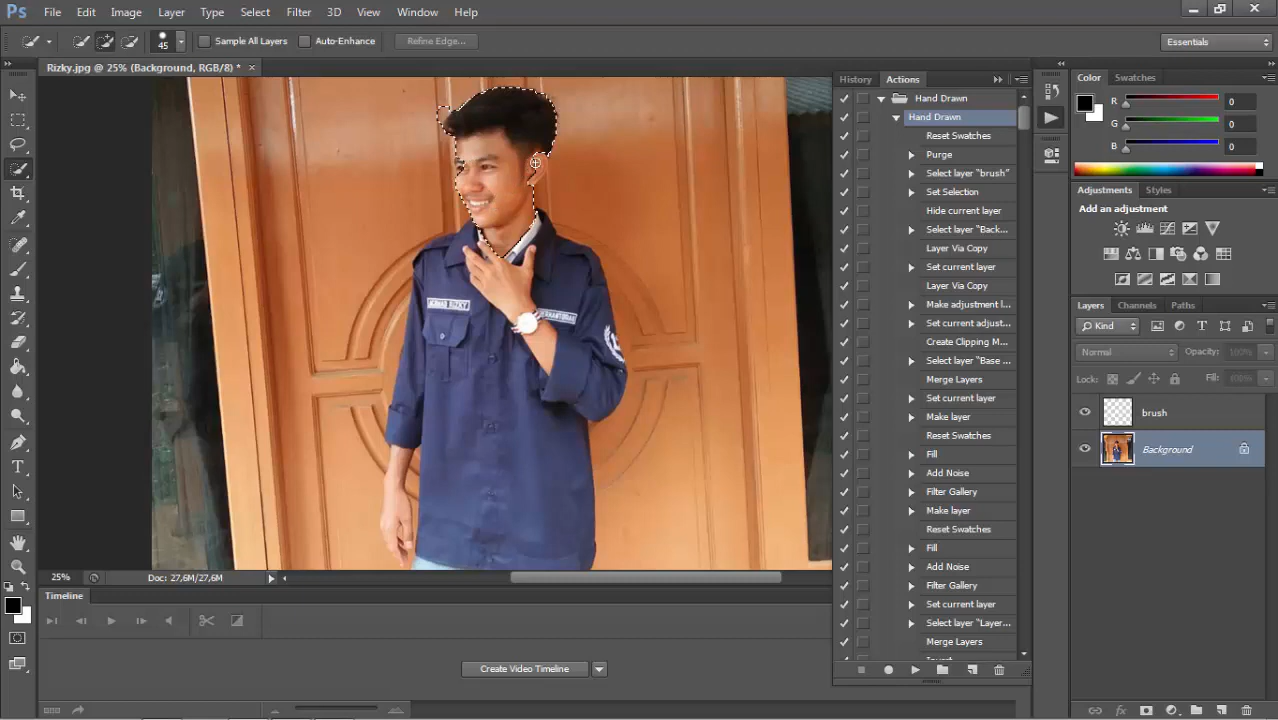 Ps File Edit Image Layer Type Select Filter 3D View Window Help
45 Sample All Layers Auto-Enhance Refine Edge... Essentials
Rizky.jpg @ 25% (Background, RGB/8) *
History Actions
Hand Drawn
Hand Drawn
Reset Swatches
Purge
Select layer "brush"
Set Selection
Hide current layer
Select layer "Back...
Layer Via Copy
Set current layer
Layer Via Copy
Make adjustment l...
Set current adjust...
Create Clipping M...
Select layer "Base ...
Merge Layers
Set current layer
Make layer
Reset Swatches
Fill
Add Noise
Filter Gallery
Make layer
Reset Swatches
Fill
Add Noise
Filter Gallery
Set current layer
Select layer "Layer...
Merge Layers
Color Swatches
R 0
G 0
B 0
Adjustments Styles
Add an adjustment
Layers Channels Paths
Kind
Normal Opacity: 100%
Lock: Fill: 100%
brush
Background
25% Doc: 27,6M/27,6M
Timeline
Create Video Timeline